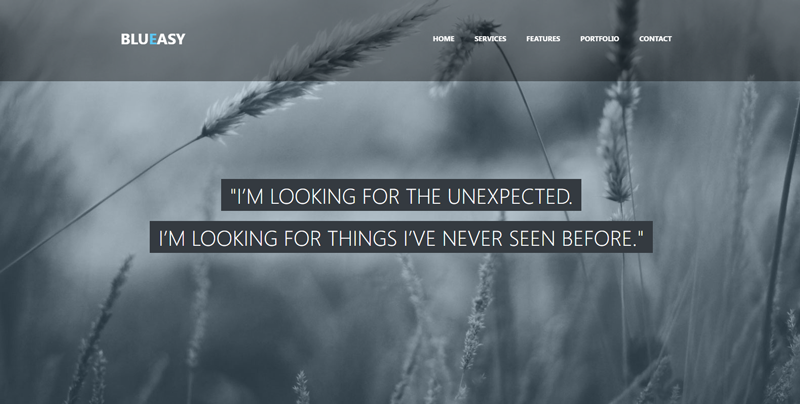 BLUEASY
HOME SERVICES FEATURES PORTFOLIO CONTACT
"I’M LOOKING FOR THE UNEXPECTED.
I’M LOOKING FOR THINGS I’VE NEVER SEEN BEFORE."